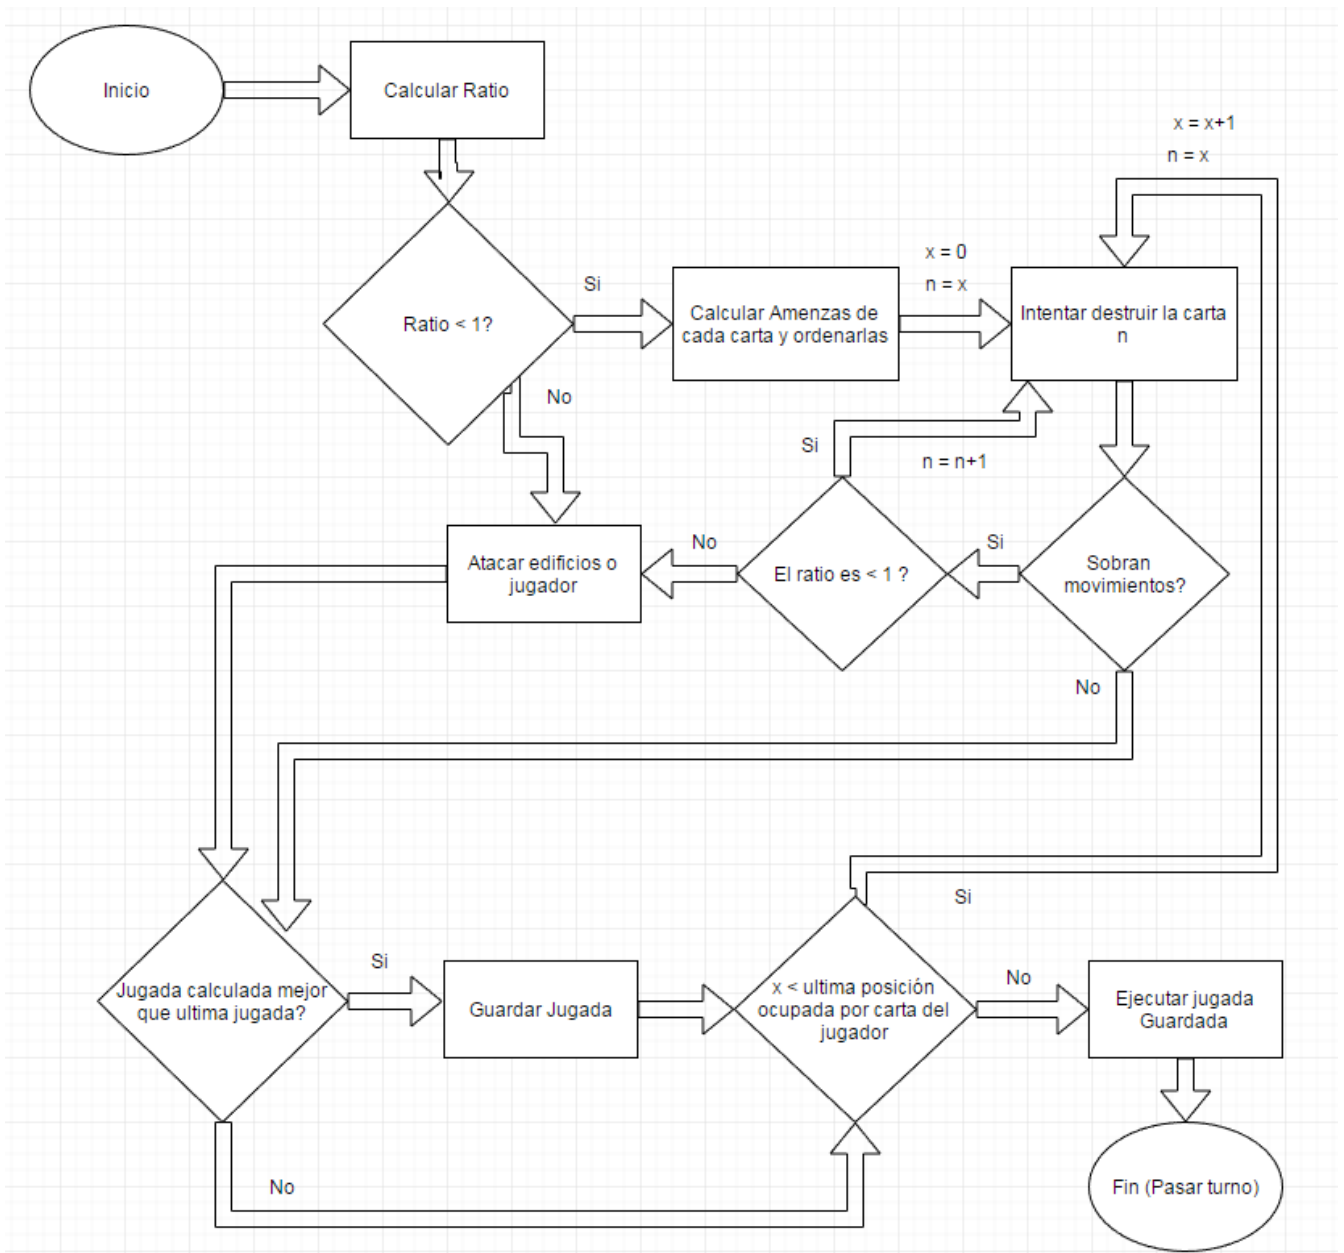 Inicio
Calcular Ratio
x = x+1
n = x
Ratio < 1?
Si
Calcular Amenzas de
cada carta y ordenarlas
x = 0
n = x
Intentar destruir la carta
n
No
Si
n = n+1
Atacar edificios o
jugador
No
El ratio es < 1 ?
Si
Sobran
movimientos?
No
Jugada calculada mejor
que ultima jugada?
Si
Guardar Jugada
x < ultima posición
ocupada por carta del
jugador
Si
No
Ejecutar jugada
Guardada
No
Fin (Pasar turno)